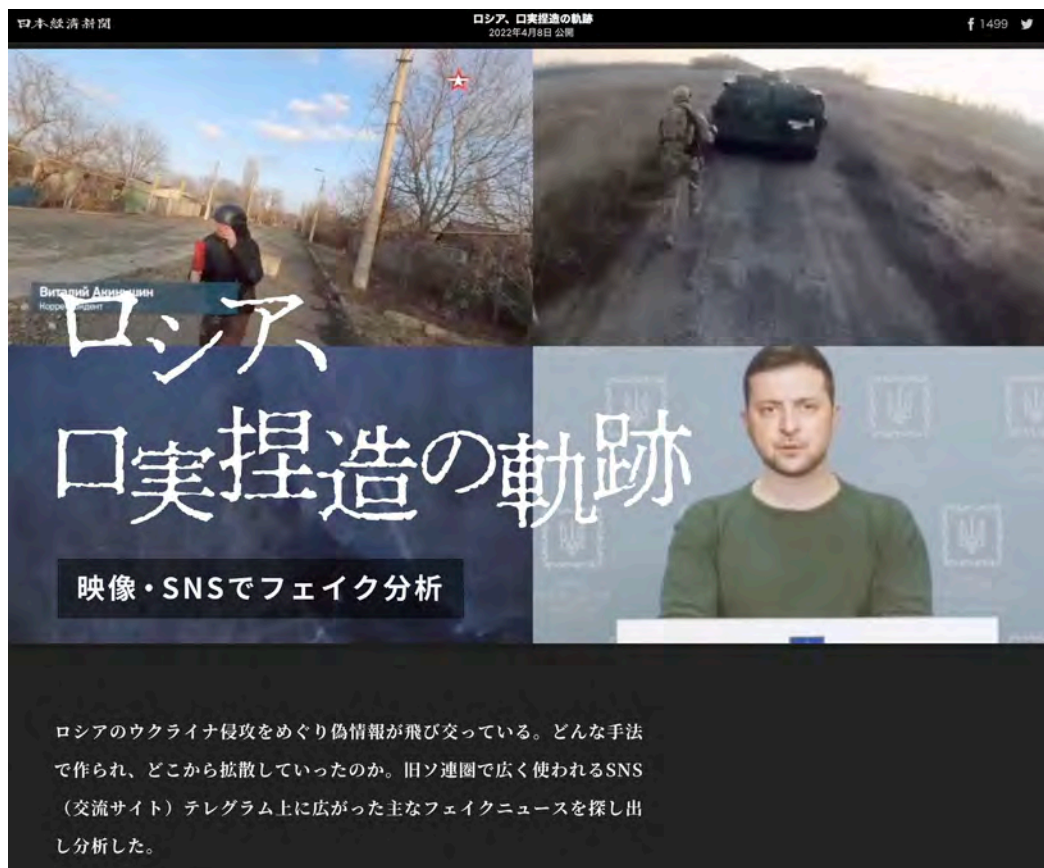 日本経済新聞
ロシア、口実捏造の軌跡
2022年4月8日 公開
1499
Виталий Акиньшин
Корреспондент
ロシア、
口実捏造の軌跡
映像・SNSでフェイク分析
ロシアのウクライナ侵攻をめぐり偽情報が飛び交っている。どんな手法
で作られ、どこから拡散していったのか。旧ソ連圏で広く使われるSNS
（交流サイト）テレグラム上に広がった主なフェイクニュースを探し出
し分析した。